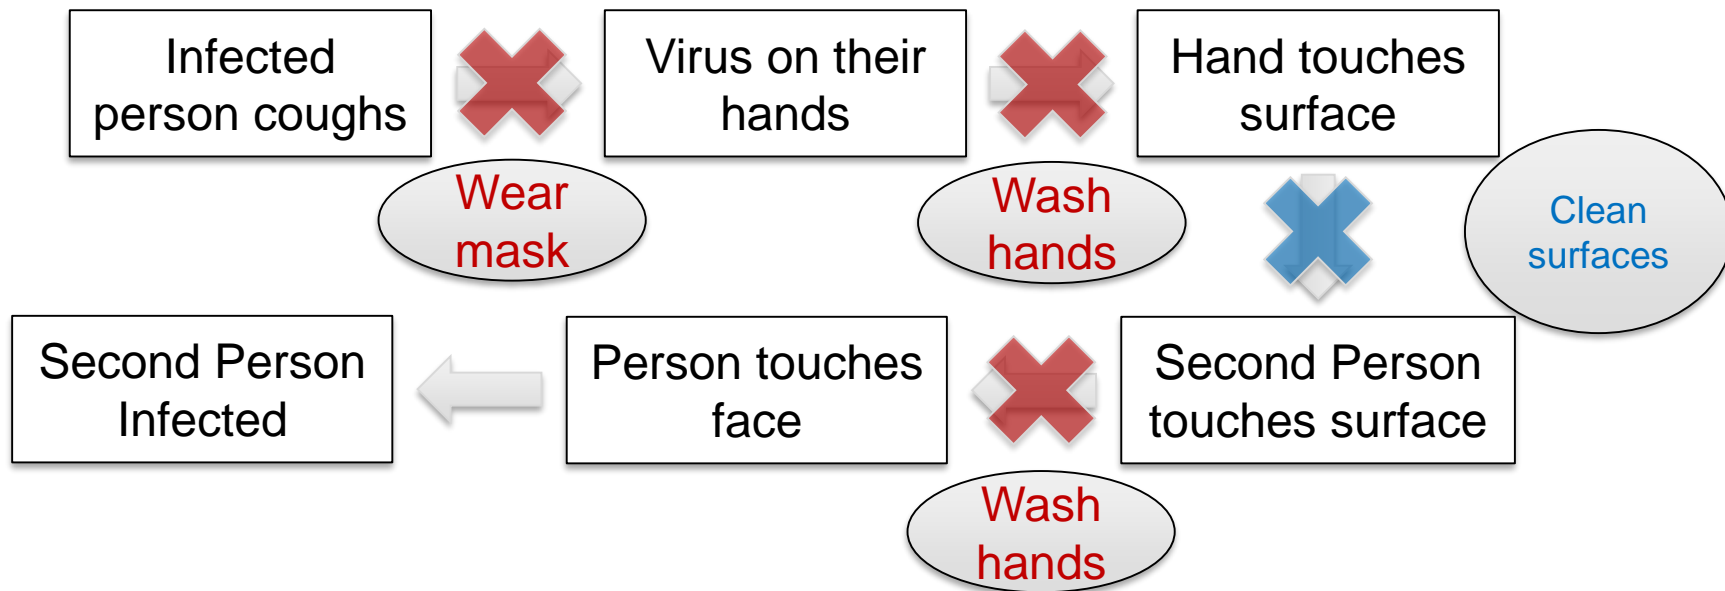 Infected
person coughs
Virus on their
hands
Hand touches
surface
Wear
mask
Wash
hands
Clean
surfaces
Second Person
Infected
Person touches
face
Second Person
touches surface
Wash
hands